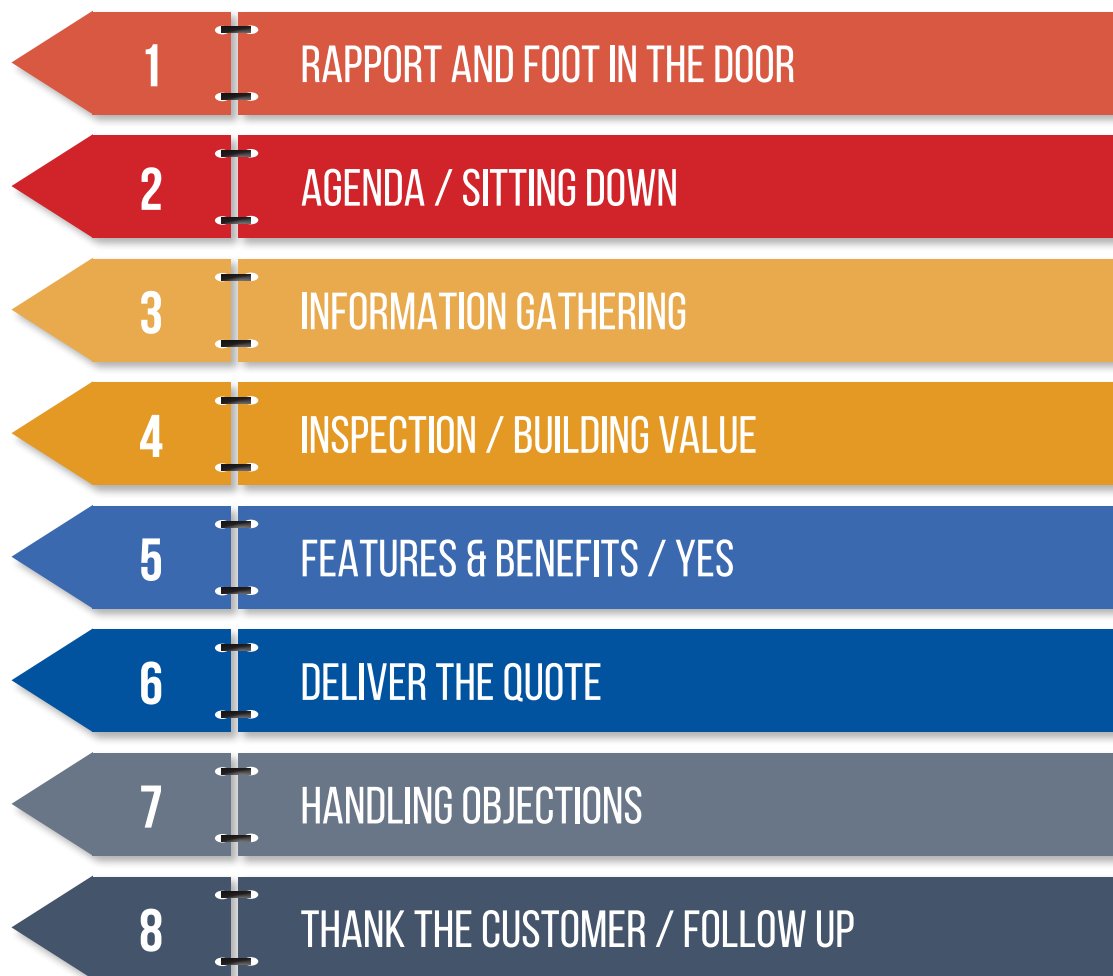 1 RAPPORT AND FOOT IN THE DOOR
2 AGENDA / SITTING DOWN
3 INFORMATION GATHERING
4 INSPECTION / BUILDING VALUE
5 FEATURES & BENEFITS / YES
6 DELIVER THE QUOTE
7 HANDLING OBJECTIONS
8 THANK THE CUSTOMER / FOLLOW UP